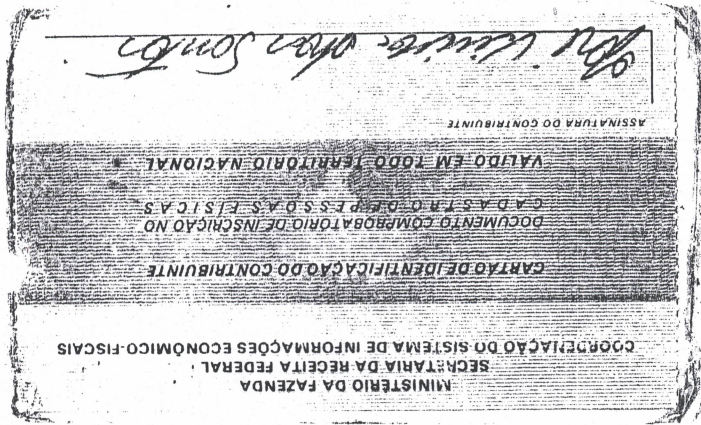 MINISTÉRIO DA FAZENDA
SECRETARIA DA RECEITA FEDERAL
COORDENAÇÃO DO SISTEMA DE INFORMAÇÕES ECONÔMICO-FISCAIS
CARTÃO DE IDENTIFICAÇÃO DO CONTRIBUINTE
DOCUMENTO COMPROBATÓRIO DE INSCRIÇÃO NO
CADASTRO DE PESSOAS FÍSICAS
VALIDO EM TODO TERRITÓRIO NACIONAL
ASSINATURA DO CONTRIBUINTE